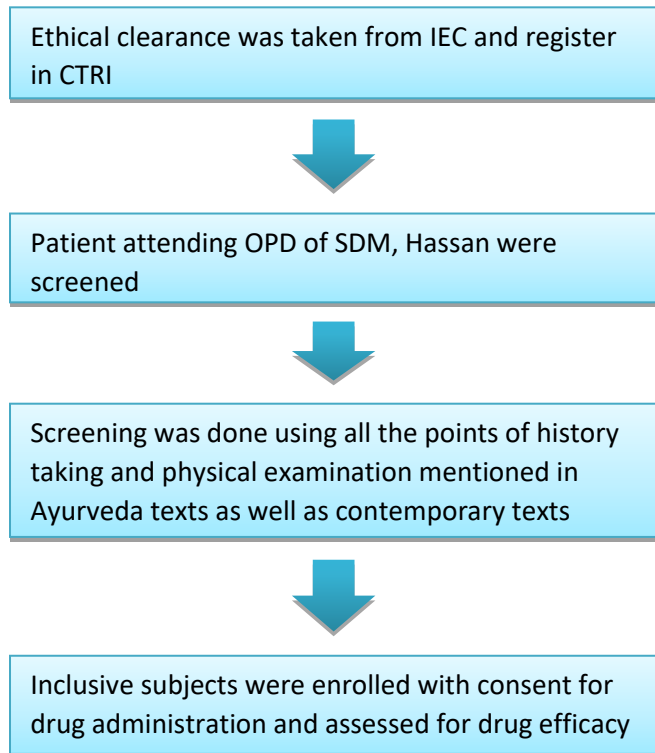 Ethical clearance was taken from IEC and register
in CTRI
Patient attending OPD of SDM, Hassan were
screened
Screening was done using all the points of history
taking and physical examination mentioned in
Ayurveda texts as well as contemporary texts
Inclusive subjects were enrolled with consent for
drug administration and assessed for drug efficacy